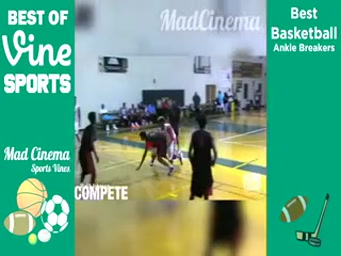 BEST OF
Vine
SPORTS
MadCinema
Best
Basketball
Ankle Breakers
Mad Cinema
Sports Vines
COMPETE